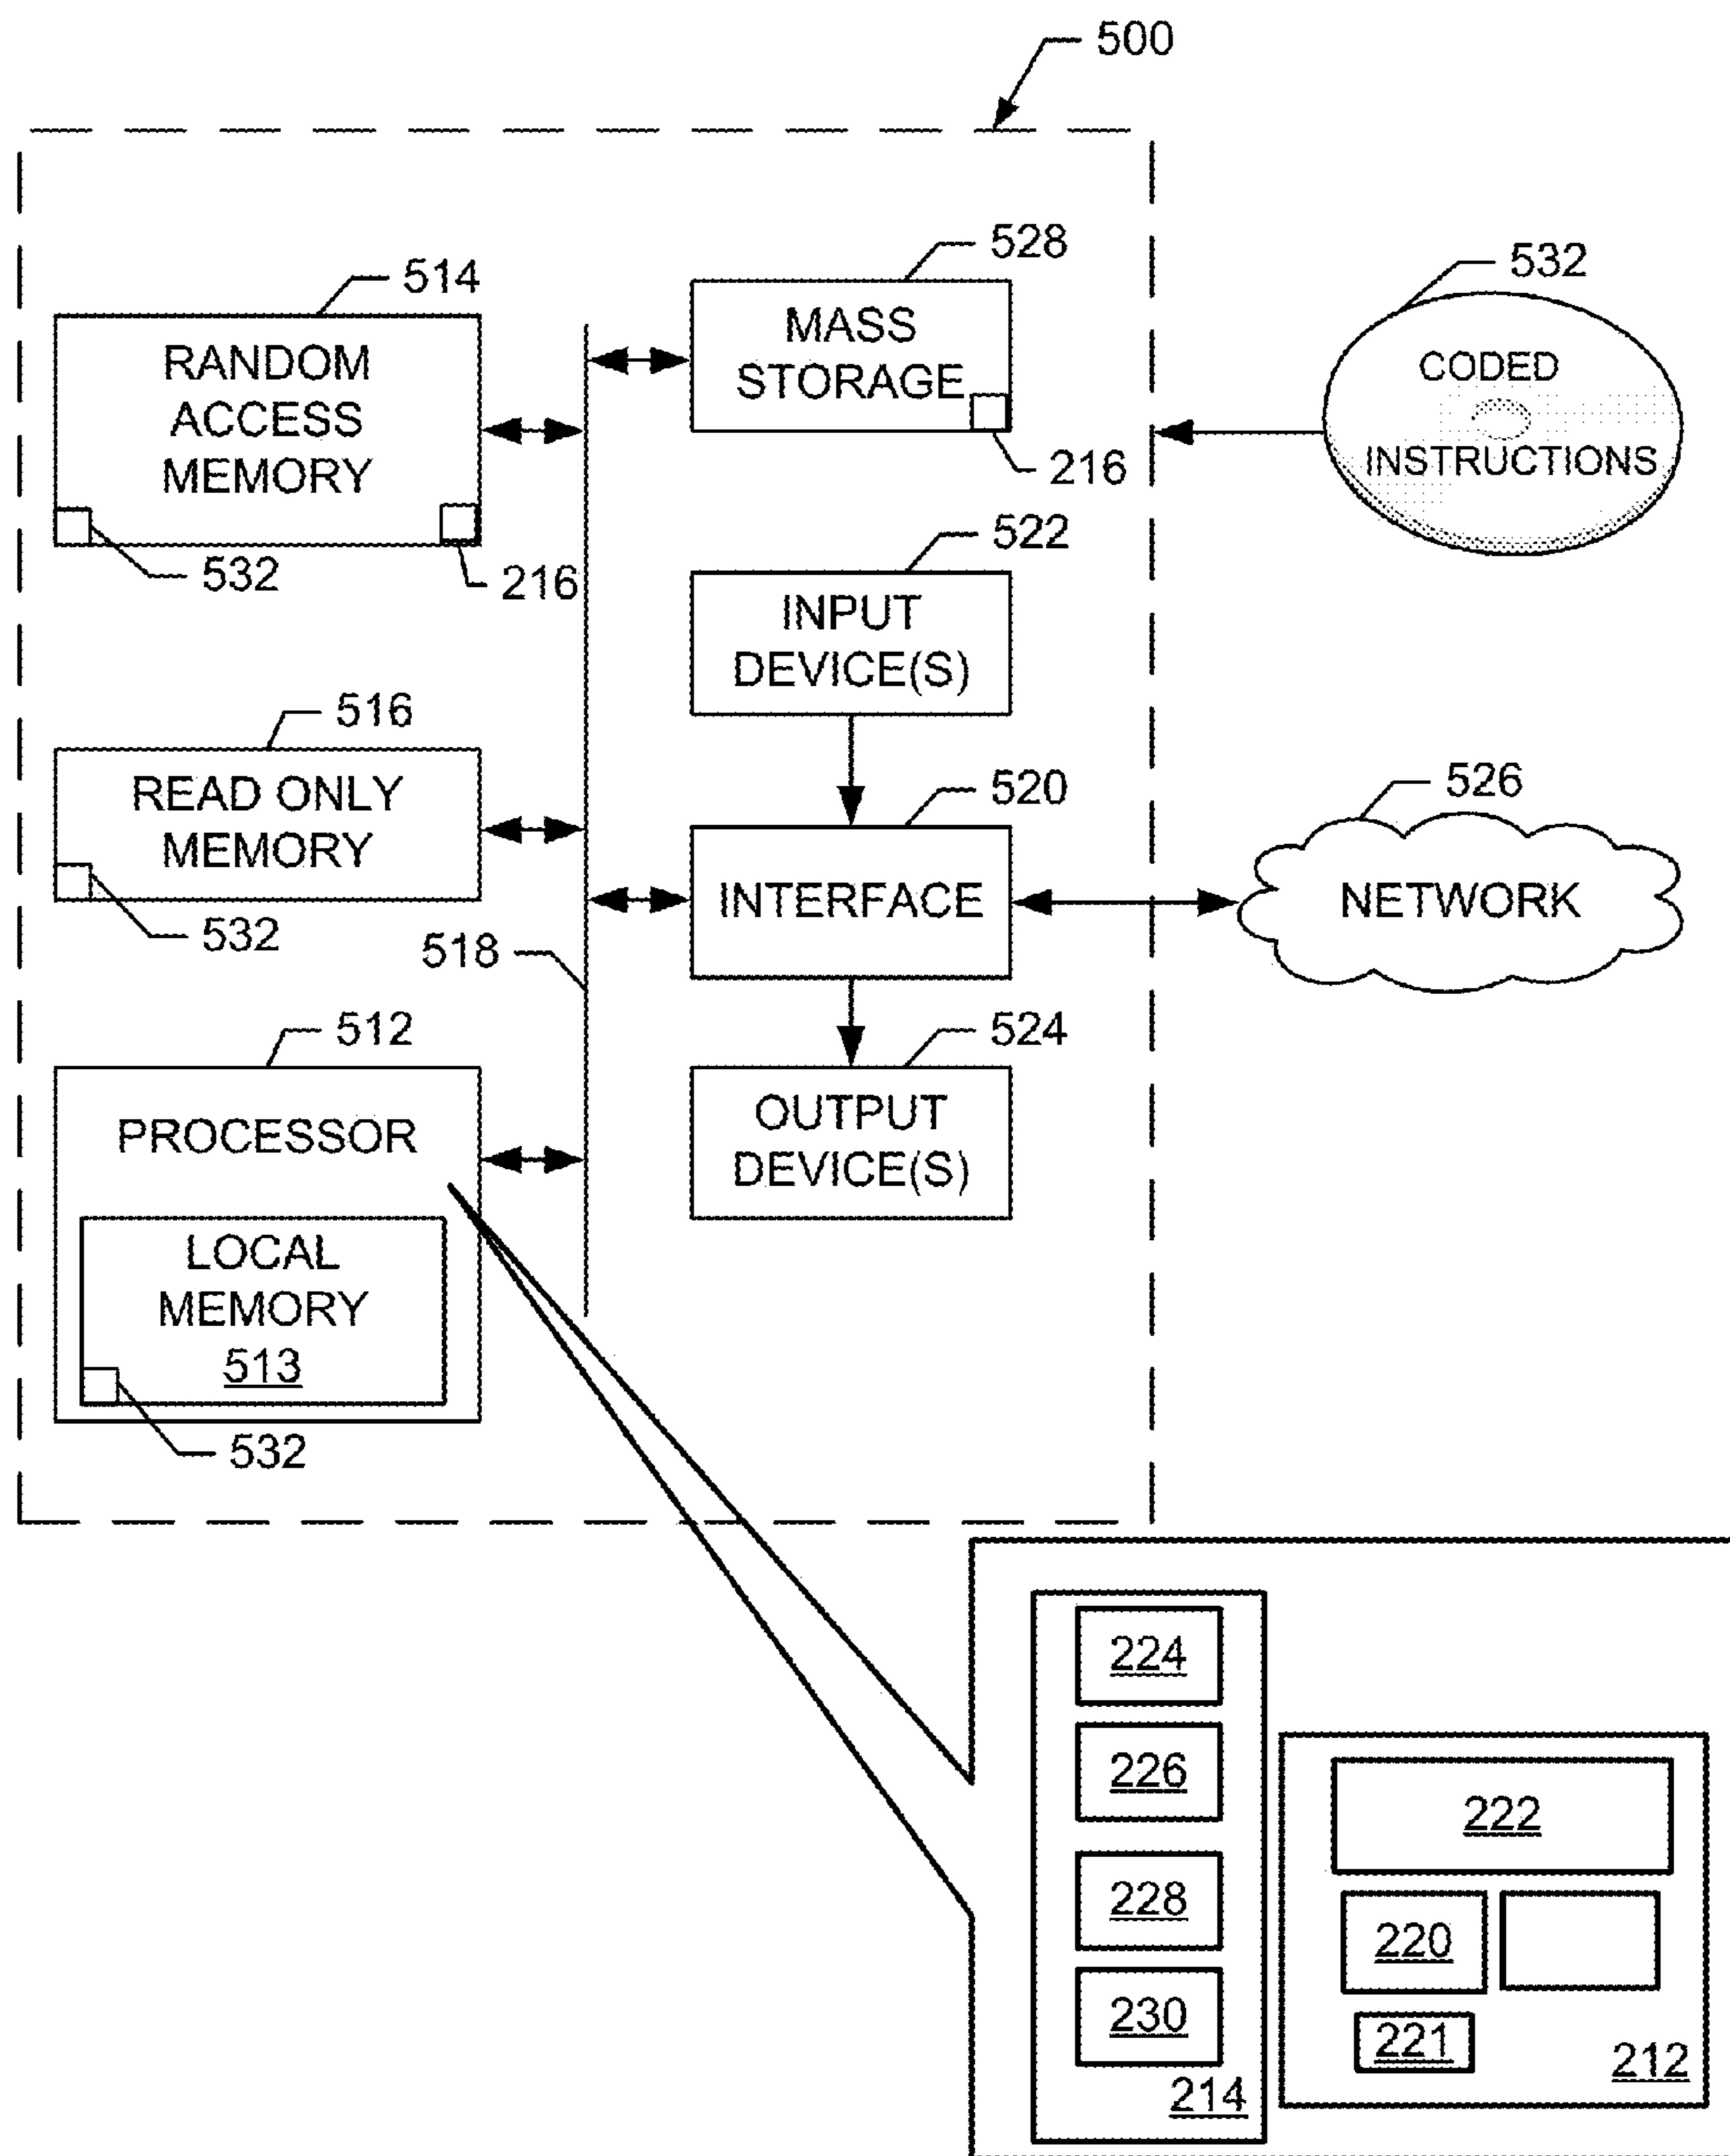 500
514
RANDOM
ACCESS
MEMORY
532
216
528
MASS
STORAGE
216
532
CODED
INSTRUCTIONS
522
INPUT
DEVICE(S)
516
READ ONLY
MEMORY
532
520
INTERFACE
526
NETWORK
518
512
PROCESSOR
LOCAL
MEMORY
513
532
524
OUTPUT
DEVICE(S)
224
226
228
230
214
222
220
221
212